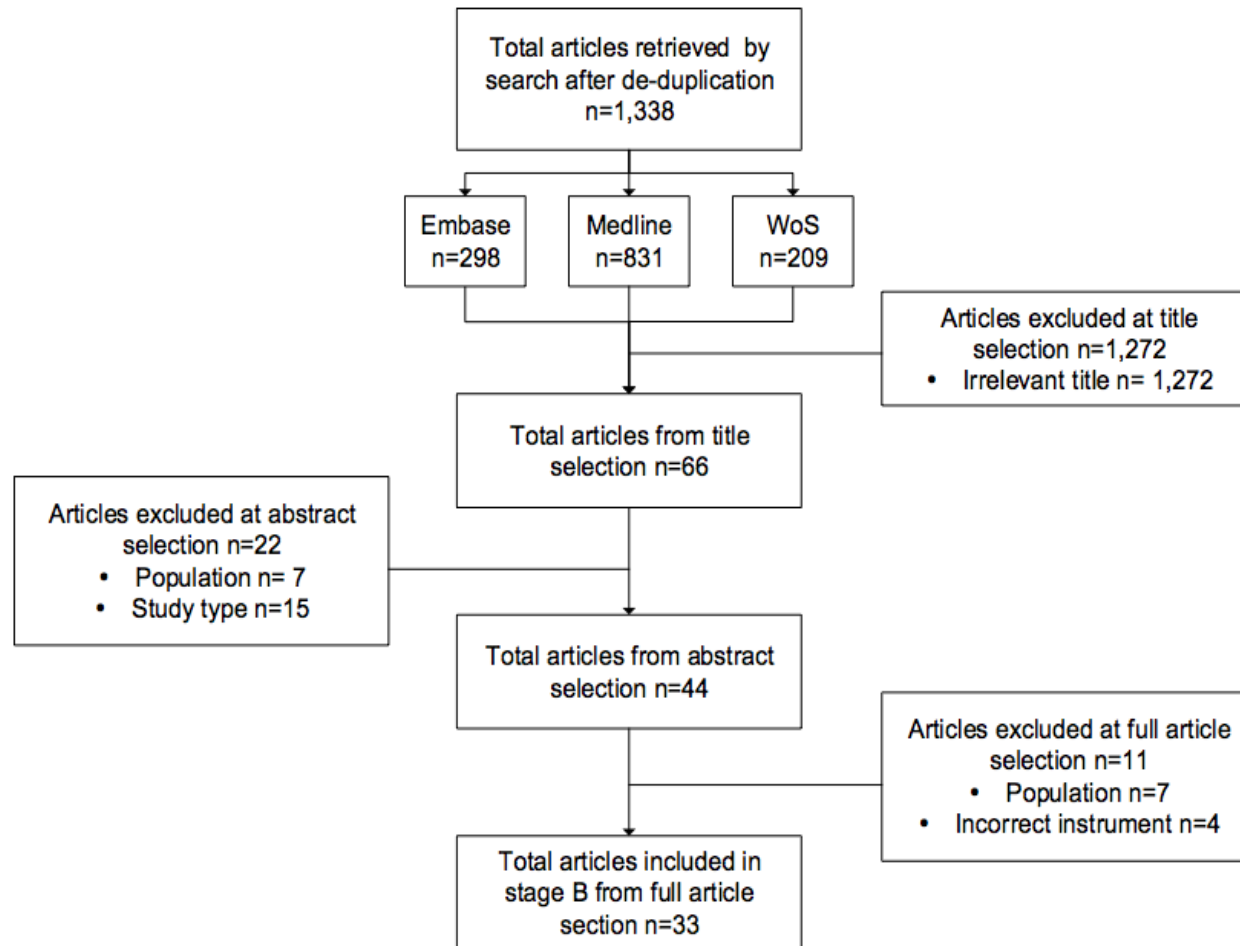 Total articles retrieved by
search after de-duplication
n=1,338
Embase
n=298
Medline
n=831
WoS
n=209
Articles excluded at title
selection n=1,272
• Irrelevant title n= 1,272
Total articles from title
selection n=66
Articles excluded at abstract
selection n=22
• Population n= 7
• Study type n=15
Total articles from abstract
selection n=44
Articles excluded at full article
selection n=11
• Population n=7
• Incorrect instrument n=4
Total articles included in
stage B from full article
section n=33